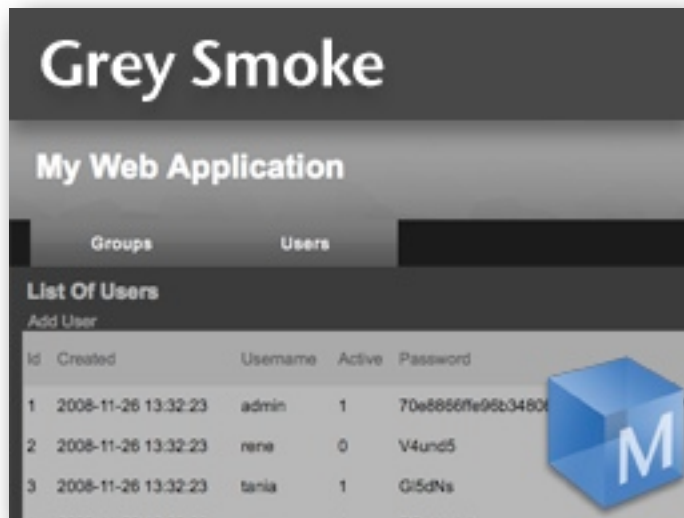 Grey Smoke
My Web Application
Groups Users
List Of Users
Add User
Id Created Username Active Password
1 2008-11-26 13:32:23 admin 1
2 2008-11-26 13:32:23 rene 0 V4und5
3 2008-11-26 13:32:23 tania 1 Gl5dNs
M